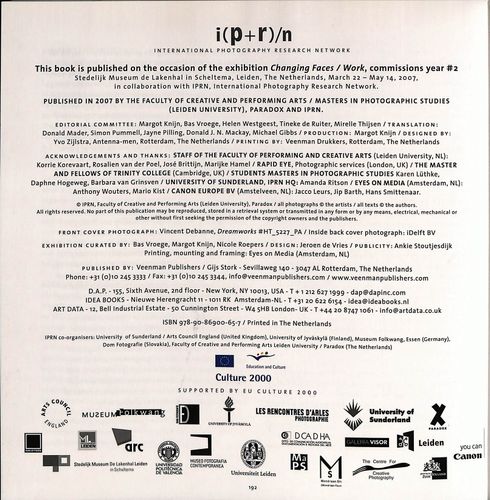 i(p+r)/n
INTERNATIONAL PHOTOGRAPHY RESEARCH NETWORK
This book is published on the occasion of the exhibition Changing Faces / Work, commissions year #2
Stedelijk Museum de Lakenhal in Scheltema, Leiden, The Netherlands, March 22 – May 14, 2007,
in collaboration with IPRN, International Photography Research Network.
PUBLISHED IN 2007 BY THE FACULTY OF CREATIVE AND PERFORMING ARTS / MASTERS IN PHOTOGRAPHIC STUDIES
(LEIDEN UNIVERSITY), PARADOX AND IPRN.
EDITORIAL COMMITTEE: Margot Knijn, Bas Vroege, Helen Westgeest, Tineke de Ruiter, Mirelle Thijsen / TRANSLATION:
Donald Mader, Simon Pummell, Jayne Pilling, Donald J. N. Mackay, Michael Gibbs / PRODUCTION: Margot Knijn / DESIGNED BY:
Yvo Zijlstra, Antenna-men, Rotterdam, The Netherlands / PRINTING BY: Veenman Drukkers, Rotterdam, The Netherlands
ACKNOWLEDGEMENTS AND THANKS: STAFF OF THE FACULTY OF PERFORMING AND CREATIVE ARTS (Leiden University, NL):
Korrie Korevaart, Rosalien van der Poel, José Brittijn, Marijke Hamel / RAPID EYE, Photographic services (London, UK) / THE MASTER
AND FELLOWS OF TRINITY COLLEGE (Cambridge, UK) / STUDENTS MASTERS IN PHOTOGRAPHIC STUDIES Karen Lüthke,
Daphne Hogeweg, Barbara van Grinsven / UNIVERSITY OF SUNDERLAND, IPRN HQ: Amanda Ritson / EYES ON MEDIA (Amsterdam, NL):
Anthony Wouters, Mario Kist / CANON EUROPE BV (Amstelveen, NL): Jacco Leurs, Jip Barth, Hans Smittenaar.
© IPRN, Faculty of Creative and Performing Arts (Leiden University), Paradox / all photographs © the artists / all texts © the authors.
All rights reserved. No part of this publication may be reproduced, stored in a retrieval system or transmitted in any form or by any means, electrical, mechanical or
other without first seeking the permission of the copyright owners and the publishers.
FRONT COVER PHOTOGRAPH: Vincent Debanne, Dreamworks #HT_5227_PA / Inside back cover photograph: iDelft BV
EXHIBITION CURATED BY: Bas Vroege, Margot Knijn, Nicole Roepers / DESIGN: Jeroen de Vries / PUBLICITY: Ankie Stoutjesdijk
Printing, mounting and framing: Eyes on Media (Amsterdam, NL)
PUBLISHED BY: Veenman Publishers / Gijs Stork - Sevillaweg 140 - 3047 AL Rotterdam, The Netherlands
Phone: +31 (0)10 245 3333 / Fax: +31 (0)10 245 3344, info@veenmanpublishers.com / www.veenmanpublishers.com
D.A.P. - 155, Sixth Avenue, 2nd floor - New York, NY 10013, USA - T +1 212 627 1999 - dap@dapinc.com
IDEA BOOKS - Nieuwe Herengracht 11 - 1011 RK Amsterdam-NL - T +31 20 622 6154 - idea@ideabooks.nl
ART DATA - 12, Bell Industrial Estate - 50 Cunnington Street - W4 5HB London- UK - T +44 20 8747 1061 - info@artdata.co.uk
ISBN 978-90-86900-65-7 / Printed in The Netherlands
IPRN co-organisers: University of Sunderland / Arts Council England (United Kingdom), University of Jyväskylä (Finland), Museum Folkwang, Essen (Germany),
Dom Fotografie (Slovakia), Faculty of Creative and Performing Arts Leiden University / Paradox (The Netherlands)
Education and Culture
Culture 2000
SUPPORTED BY EU CULTURE 2000
ARTS COUNCIL ENGLAND
MUSEUM Folkwang
UNIVERSITY OF JYVÄSKYLÄ
LES RENCONTRES D'ARLES
PHOTOGRAPHIE
University of
Sunderland
PARADOX
ML
LEIDEN
arc
DCADHA
GALERIA VISOR
Leiden
you can
Canon
Stedelijk Museum De Lakenhal Leiden
in Scheltema
UNIVERSIDAD
POLITECNICA
DE VALENCIA
MUSEO FOTOGRAFIA
CONTEMPORANEA
Universiteit Leiden
MaPS
MS
The Centre For
Creative
Photography
192